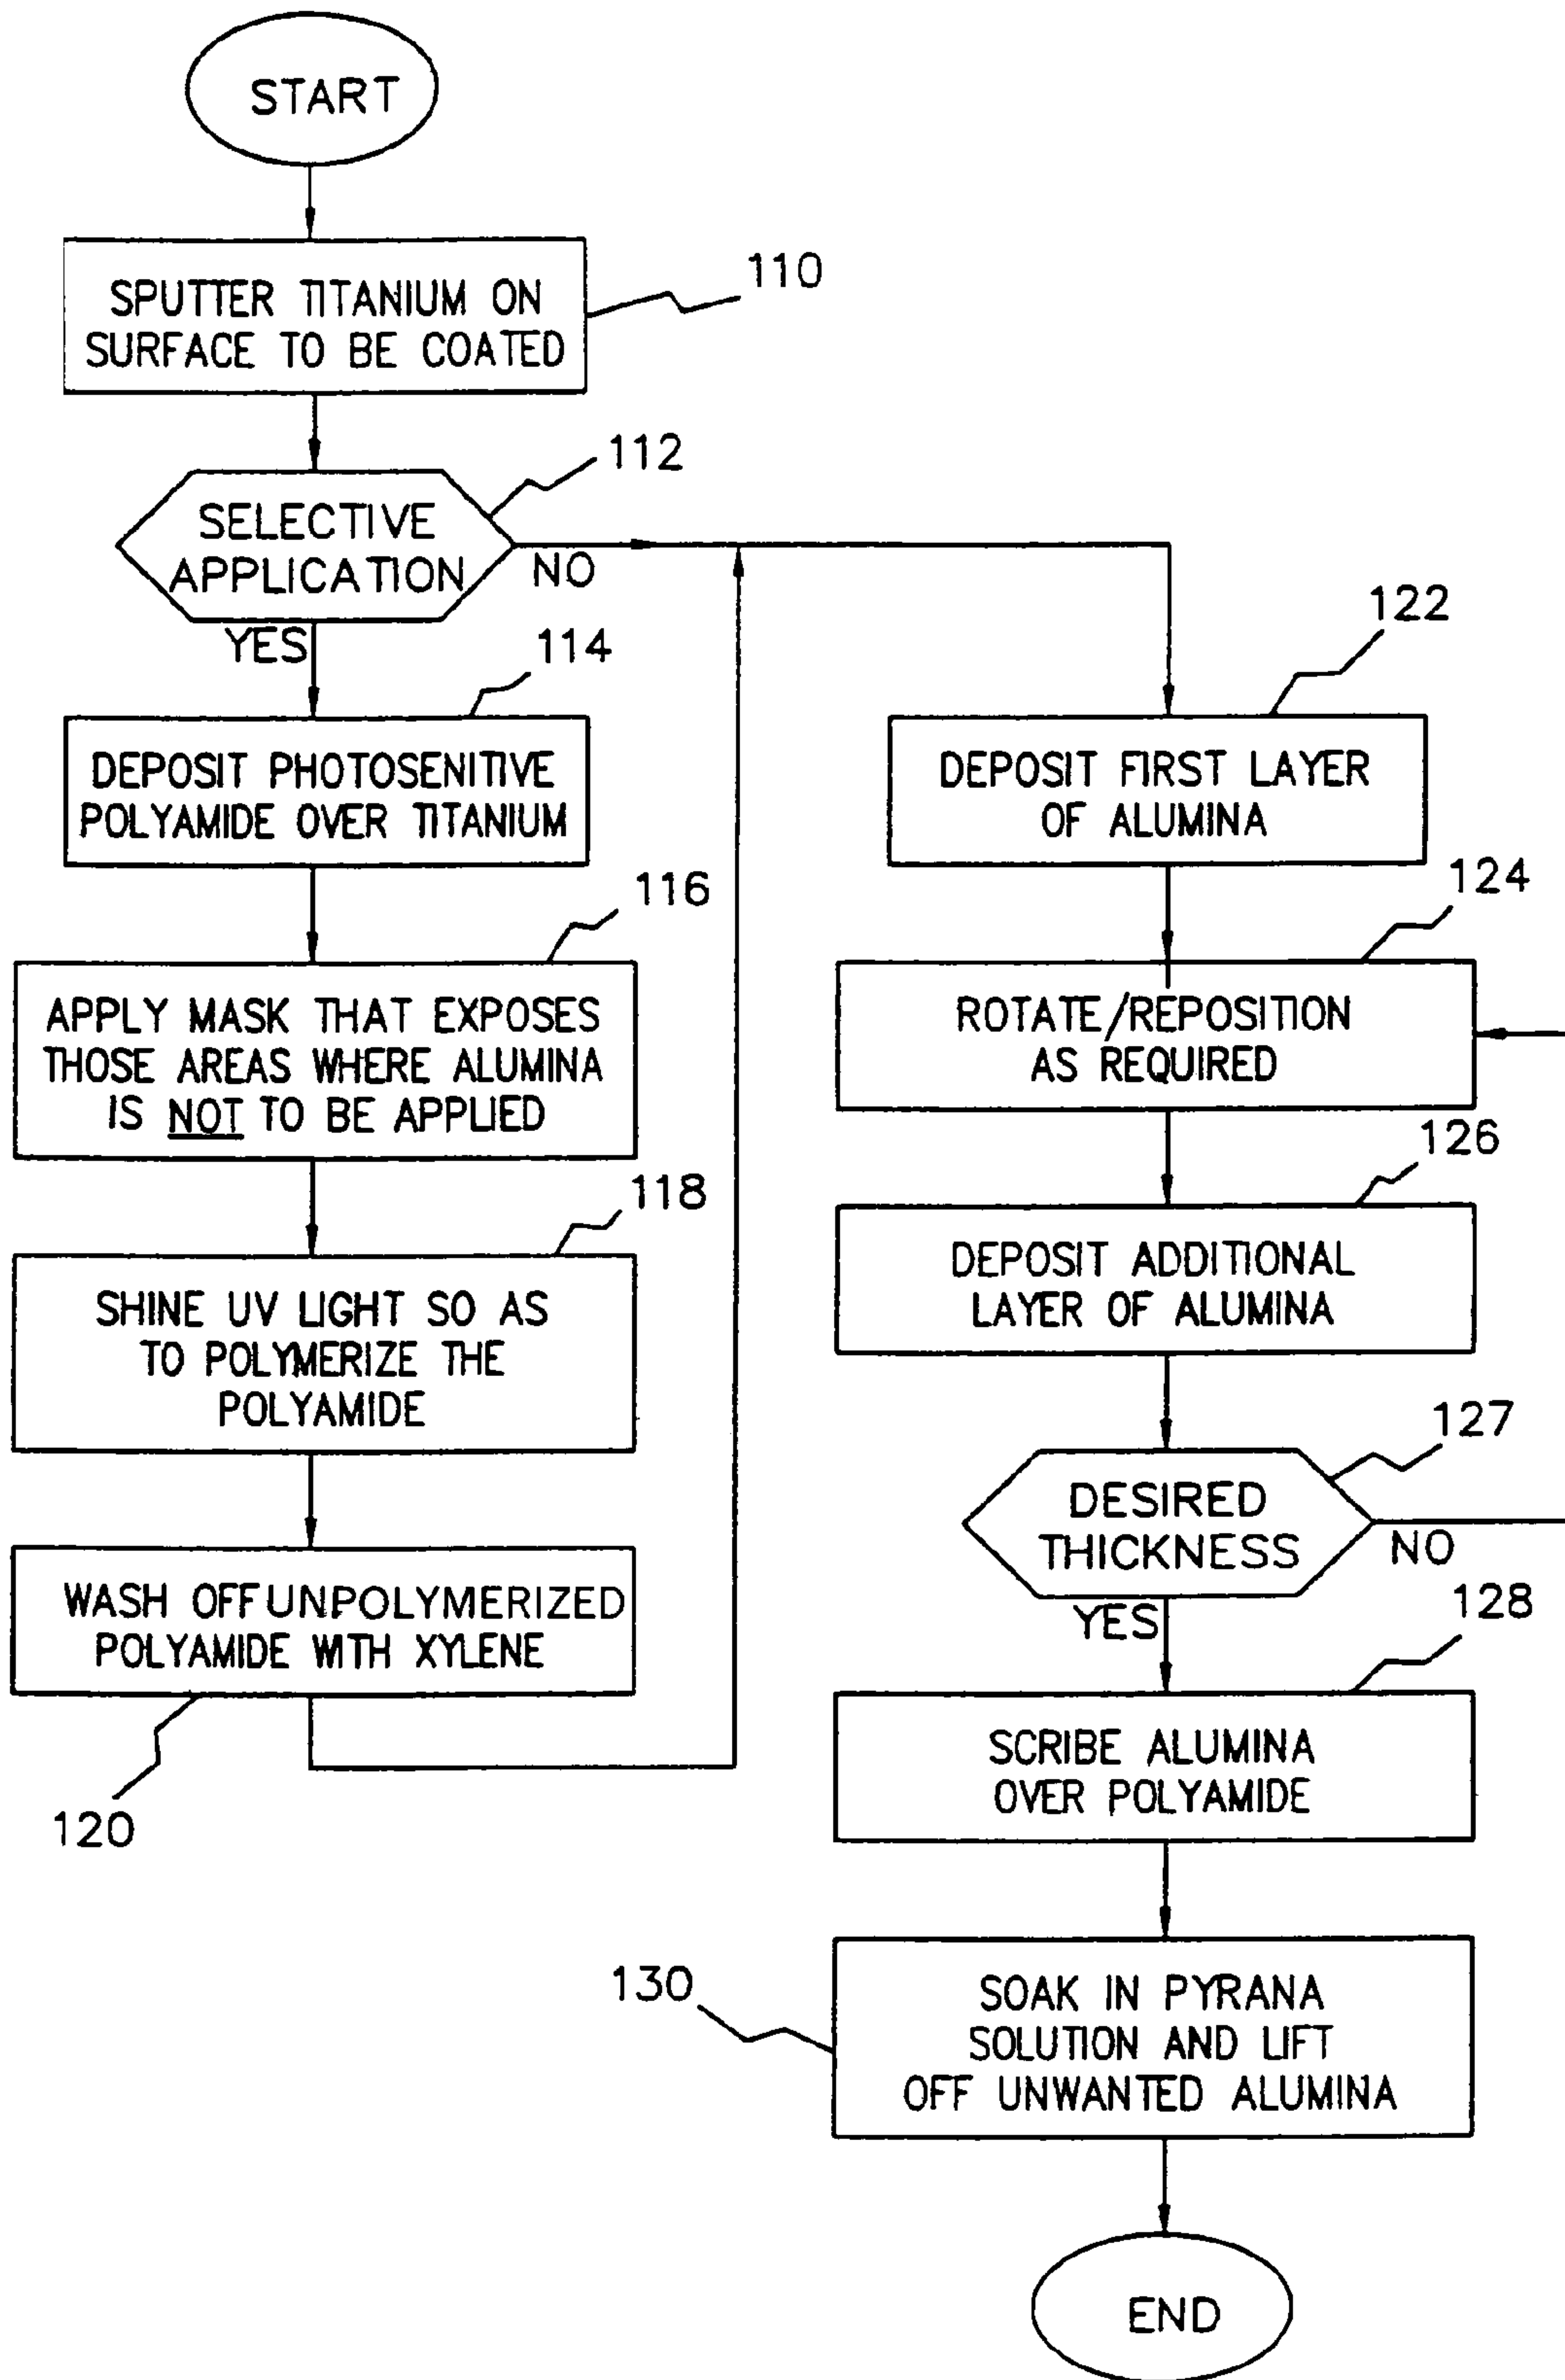 START
SPUTTER TITANIUM ON
SURFACE TO BE COATED
110
SELECTIVE
APPLICATION
112
NO
YES
DEPOSIT PHOTOSENITIVE
POLYAMIDE OVER TITANIUM
114
APPLY MASK THAT EXPOSES
THOSE AREAS WHERE ALUMINA
IS NOT TO BE APPLIED
116
SHINE UV LIGHT SO AS
TO POLYMERIZE THE
POLYAMIDE
118
WASH OFF UNPOLYMERIZED
POLYAMIDE WITH XYLENE
120
122
DEPOSIT FIRST LAYER
OF ALUMINA
124
ROTATE/REPOSITION
AS REQUIRED
126
DEPOSIT ADDITIONAL
LAYER OF ALUMINA
127
DESIRED
THICKNESS
NO
YES
128
SCRIBE ALUMINA
OVER POLYAMIDE
130
SOAK IN PYRANA
SOLUTION AND LIFT
OFF UNWANTED ALUMINA
END